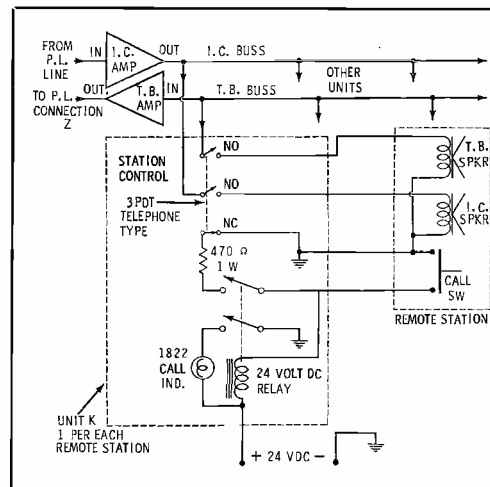 FROM
P.L.
LINE
IN
I.C.
AMP
OUT
I.C. BUSS
TO P.L.
CONNECTION
Z
OUT
T.B.
AMP
IN
T.B. BUSS
OTHER
UNITS
STATION
CONTROL
NO
3PDT
TELEPHONE
TYPE
NO
NC
470 Ω
1 W
T.B.
SPKR
I.C.
SPKR
CALL
SW
REMOTE STATION
1822
CALL
IND.
24 VOLT DC
RELAY
UNIT K
1 PER EACH
REMOTE STATION
+ 24 VDC -